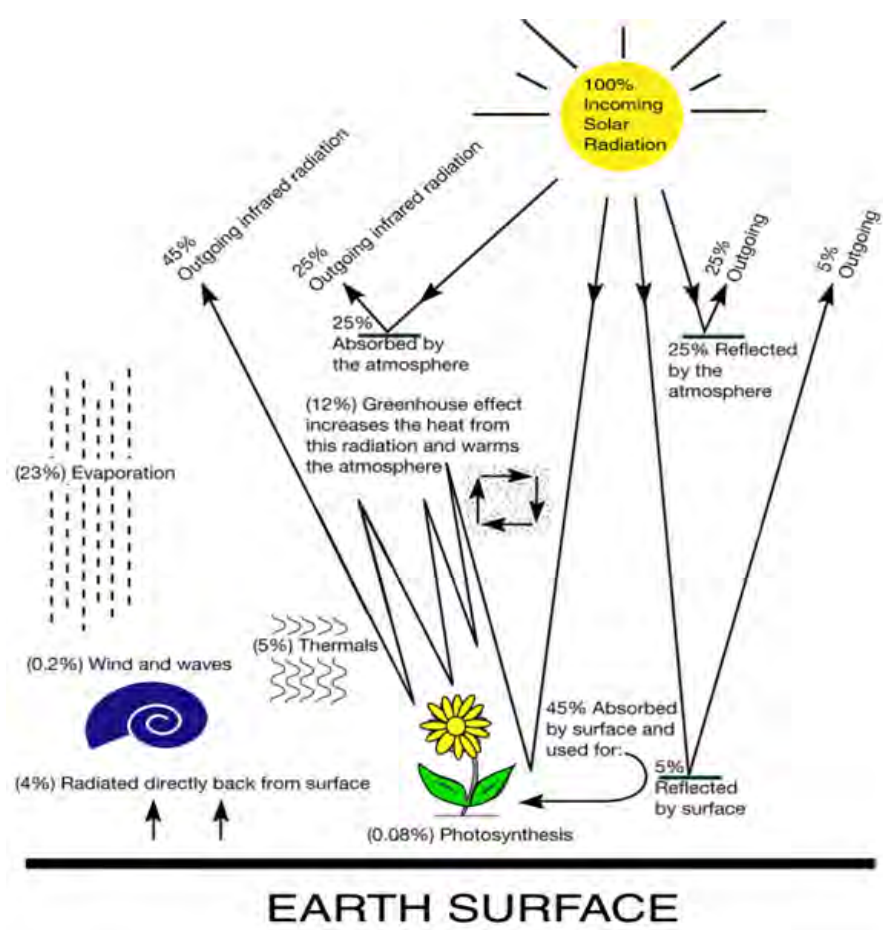 100%
Incoming
Solar
Radiation
45%
Outgoing infrared radiation
25%
Outgoing infrared radiation
25%
Outgoing
5%
Outgoing
25%
Absorbed by
the atmosphere
25% Reflected
by the
atmosphere
(12%) Greenhouse effect
increases the heat from
this radiation and warms
the atmosphere
(23%) Evaporation
(5%) Thermals
(0.2%) Wind and waves
45% Absorbed
by surface and
used for:
5%
Reflected
by surface
(4%) Radiated directly back from surface
(0.08%) Photosynthesis
EARTH SURFACE